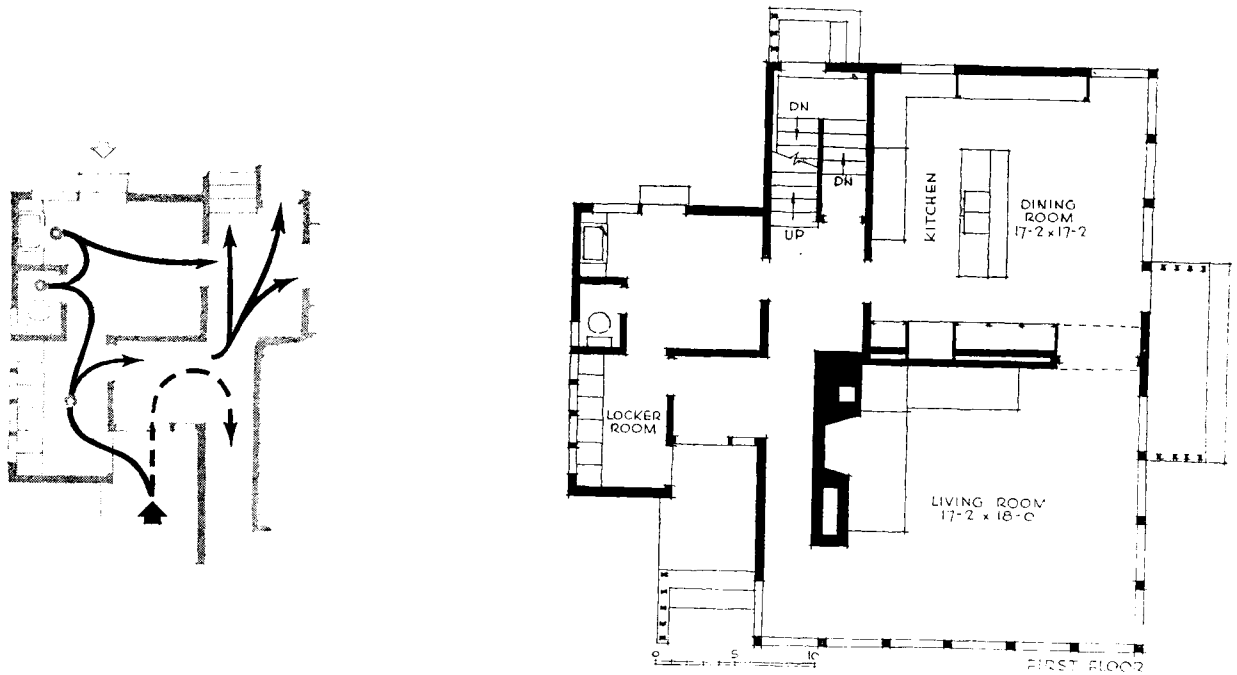 DN
DN
UP
KITCHEN
DINING
ROOM
17-2 x 17-2
LOCKER
ROOM
LIVING ROOM
17-2 x 18-0
0 5 10
FIRST FLOOR